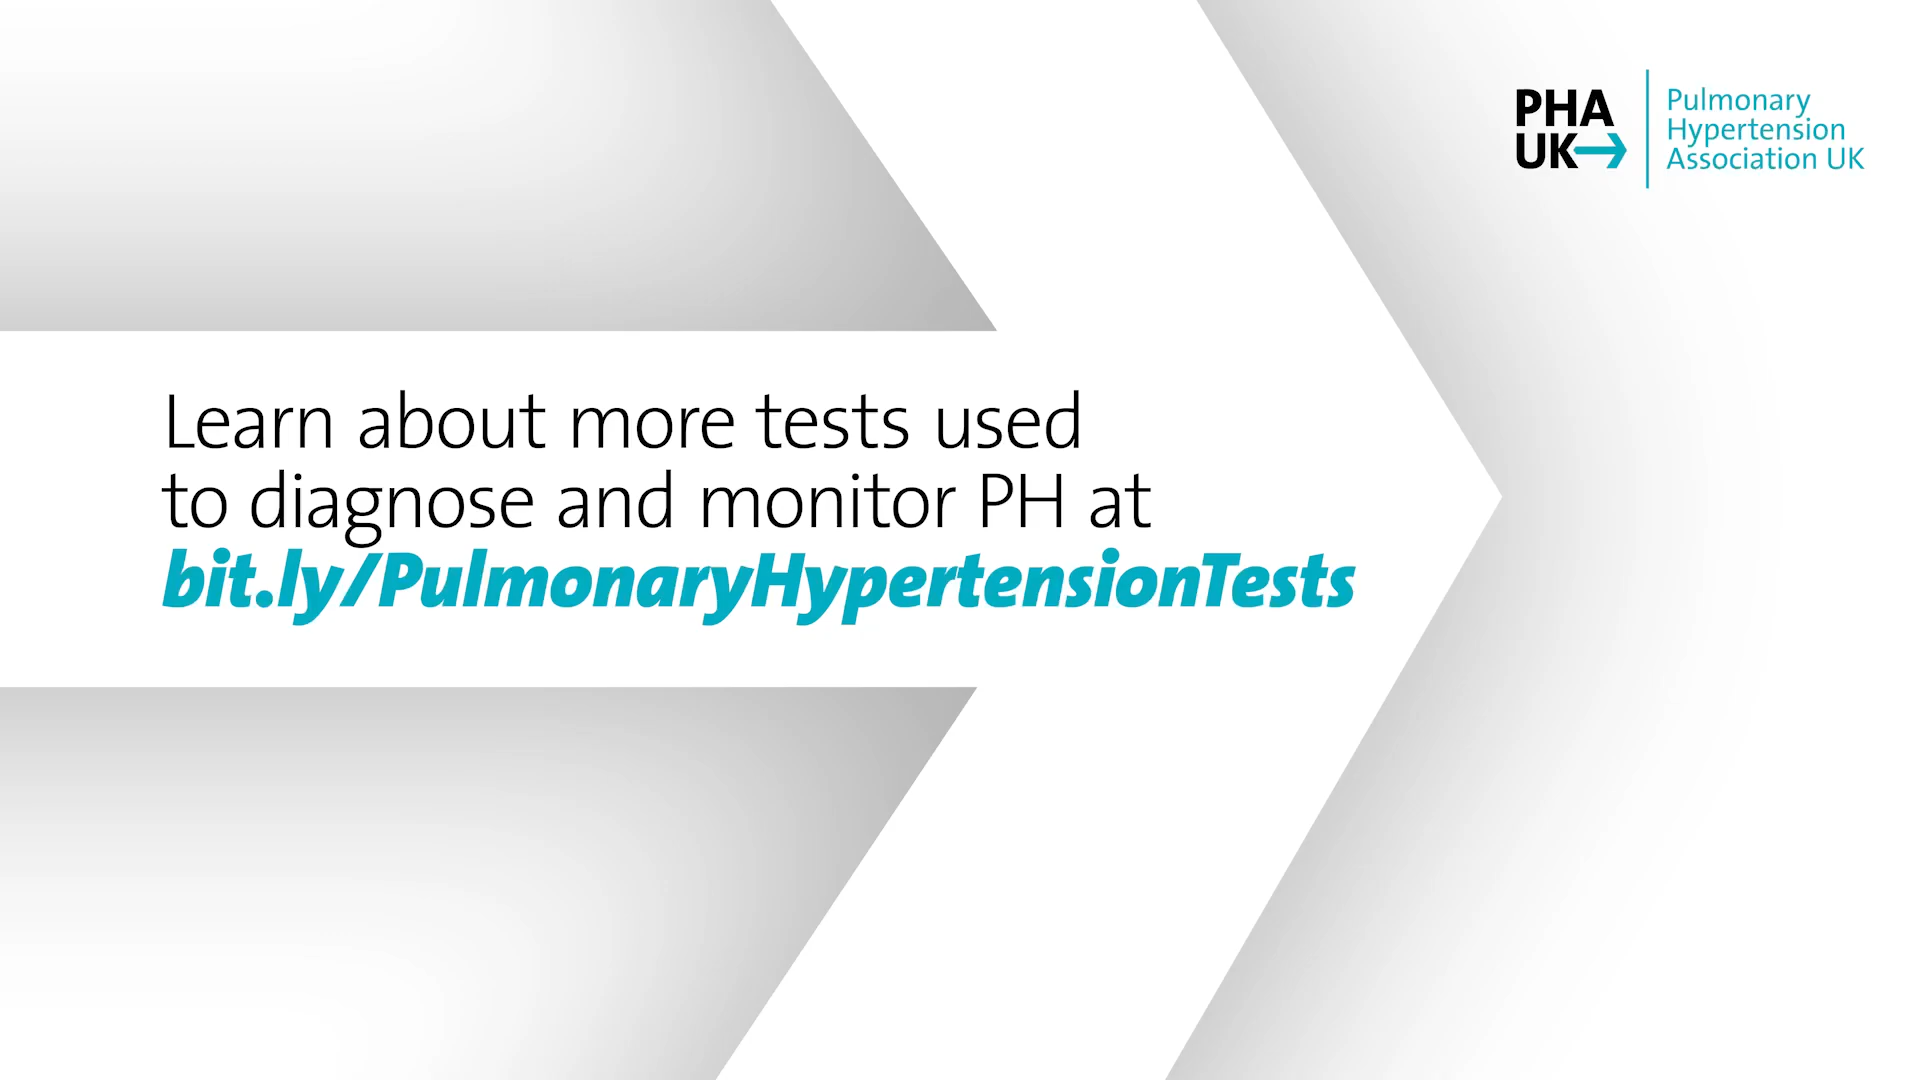 PHA
UK
Pulmonary
Hypertension
Association UK
Learn about more tests used
to diagnose and monitor PH at
bit.ly/PulmonaryHypertensionTests